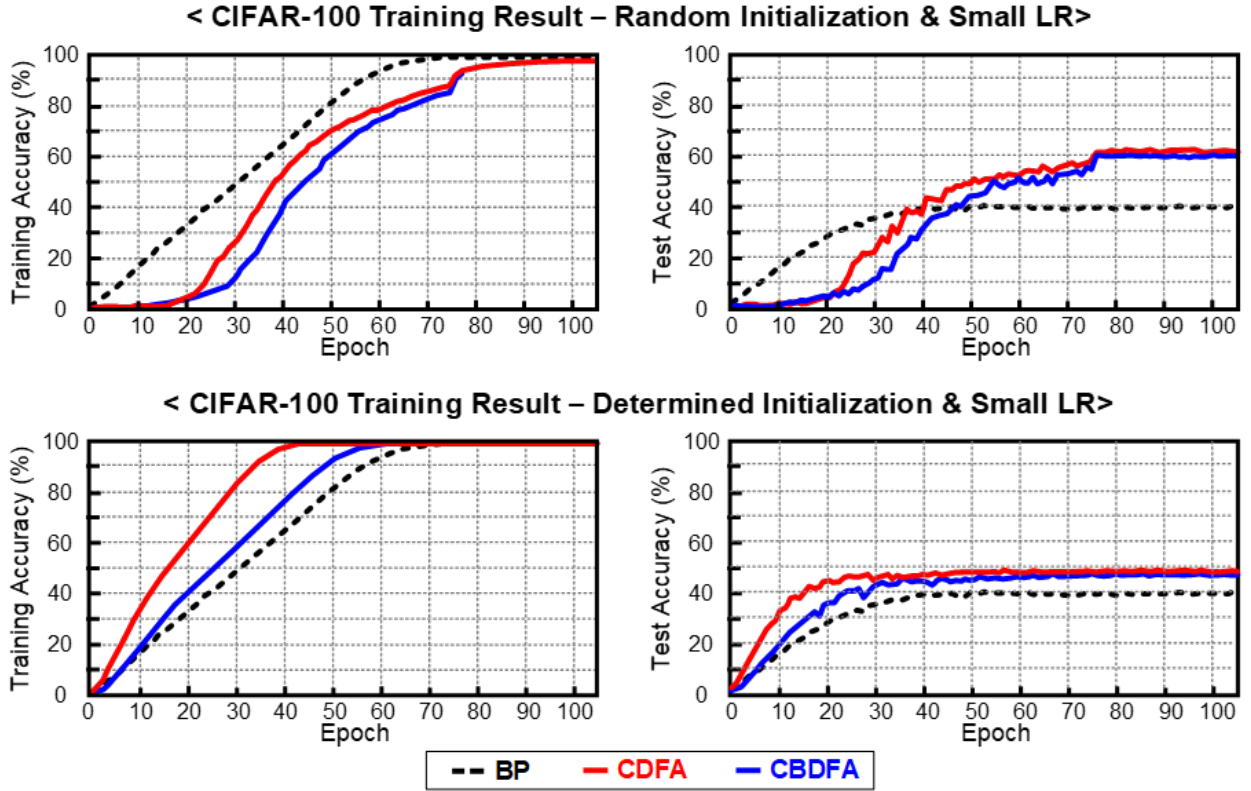 < CIFAR-100 Training Result – Random Initialization & Small LR>
Training Accuracy (%)
100
80
60
40
20
0
0 10 20 30 40 50 60 70 80 90 100
Epoch
Test Accuracy (%)
100
80
60
40
20
0
0 10 20 30 40 50 60 70 80 90 100
Epoch
< CIFAR-100 Training Result – Determined Initialization & Small LR>
Training Accuracy (%)
100
80
60
40
20
0
0 10 20 30 40 50 60 70 80 90 100
Epoch
Test Accuracy (%)
100
80
60
40
20
0
0 10 20 30 40 50 60 70 80 90 100
Epoch
BP CDFA CBDFA